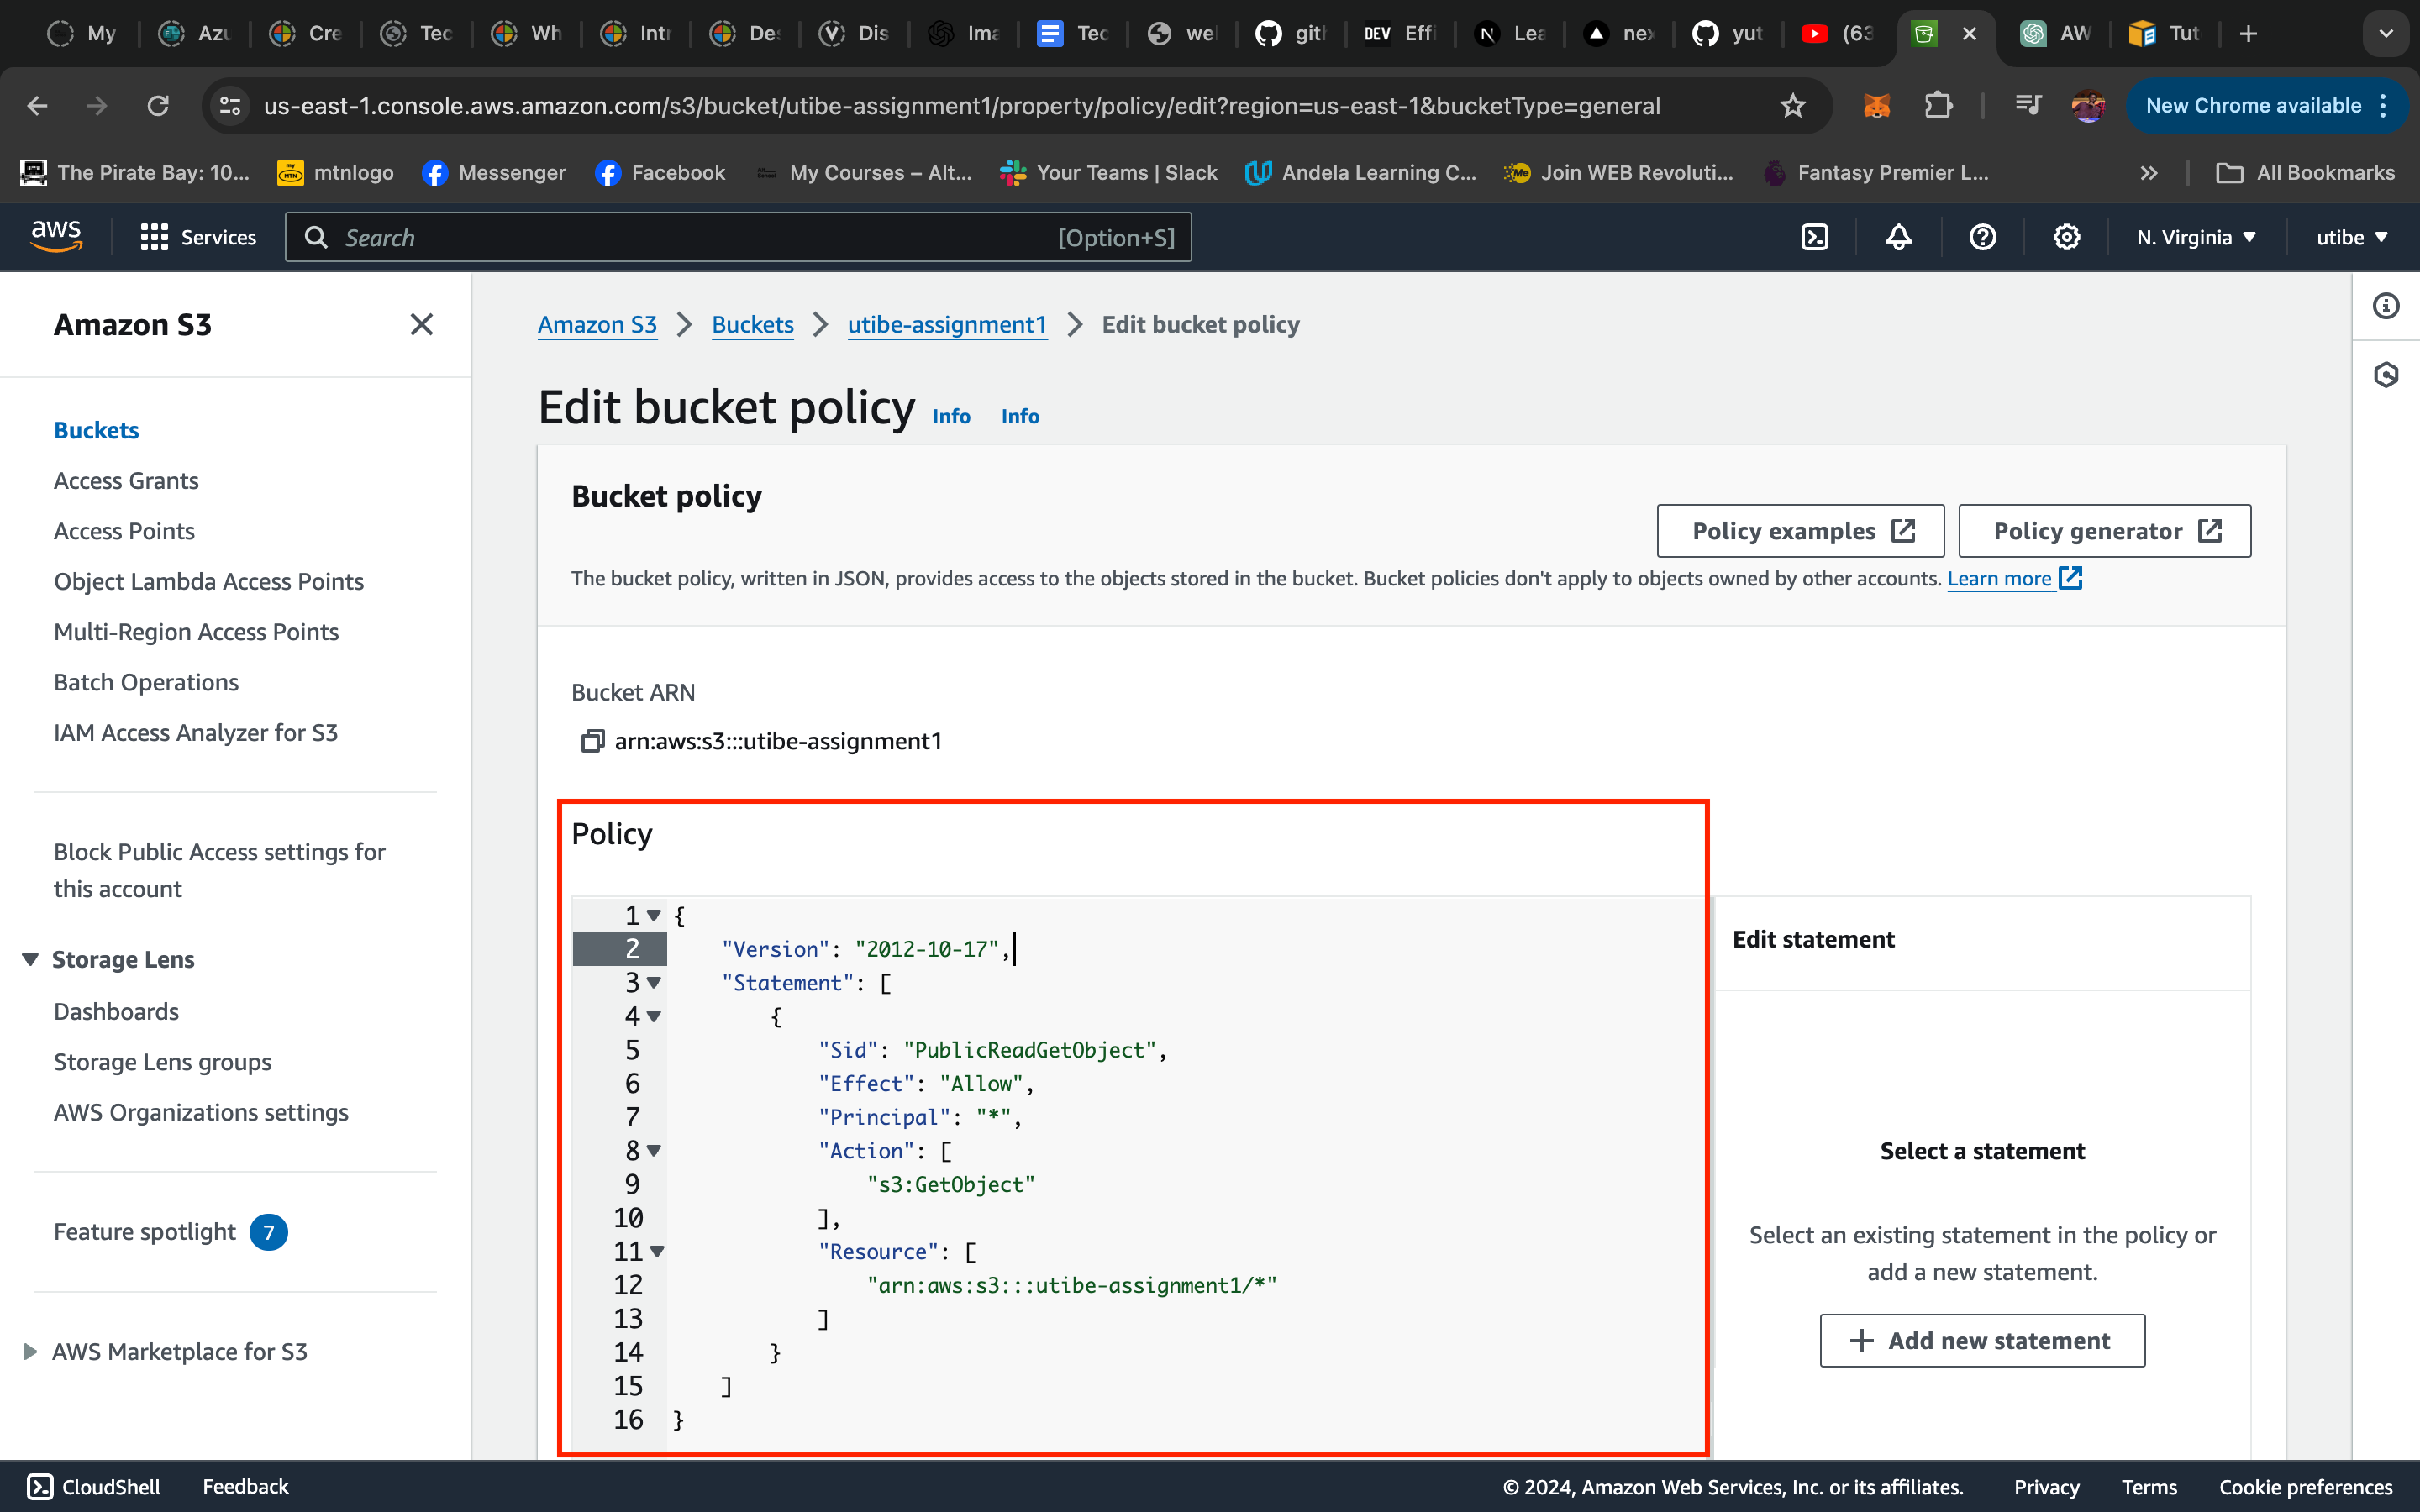 My
Azu
Cre
Tec
Wh
Intr
Des
Dis
Ima
Tec
we
gith
DEV Effi
Lea
nex
yut
(63
AW
Tut
us-east-1.console.aws.amazon.com/s3/bucket/utibe-assignment1/property/policy/edit?region=us-east-1&bucketType=general
New Chrome available
The Pirate Bay: 10...
mtnlogo
Messenger
Facebook
My Courses – Alt...
Your Teams | Slack
Andela Learning C...
Join WEB Revoluti...
Fantasy Premier L...
All Bookmarks
aws
Services
Search
[Option+S]
N. Virginia
utibe
Amazon S3
Buckets
Access Grants
Access Points
Object Lambda Access Points
Multi-Region Access Points
Batch Operations
IAM Access Analyzer for S3
Block Public Access settings for
this account
Storage Lens
Dashboards
Storage Lens groups
AWS Organizations settings
Feature spotlight 7
AWS Marketplace for S3
Amazon S3 > Buckets > utibe-assignment1 > Edit bucket policy
Edit bucket policy Info Info
Bucket policy
Policy examples
Policy generator
The bucket policy, written in JSON, provides access to the objects stored in the bucket. Bucket policies don't apply to objects owned by other accounts. Learn more
Bucket ARN
arn:aws:s3:::utibe-assignment1
Policy
1 {
2 "Version": "2012-10-17",
3 "Statement": [
4 {
5 "Sid": "PublicReadGetObject",
6 "Effect": "Allow",
7 "Principal": "*",
8 "Action": [
9 "s3:GetObject"
10 ],
11 "Resource": [
12 "arn:aws:s3:::utibe-assignment1/*"
13 ]
14 }
15 ]
16 }
Edit statement
Select a statement
Select an existing statement in the policy or
add a new statement.
+ Add new statement
CloudShell
Feedback
© 2024, Amazon Web Services, Inc. or its affiliates.
Privacy
Terms
Cookie preferences